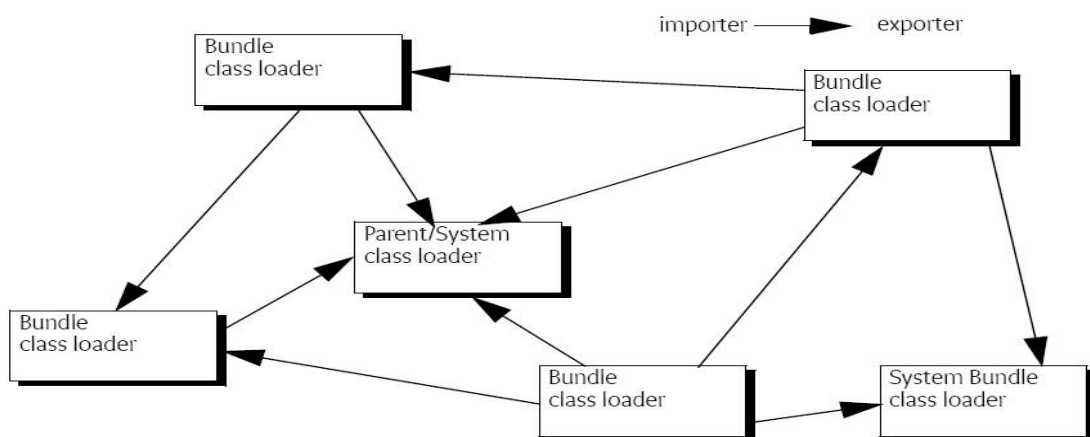 importer exporter
Bundle
class loader
Bundle
class loader
Parent/System
class loader
Bundle
class loader
Bundle
class loader
System Bundle
class loader